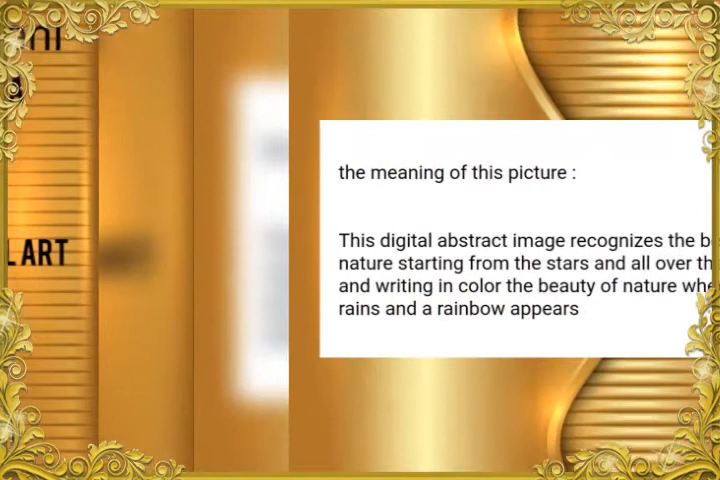 ART
the meaning of this picture :
This digital abstract image recognizes the
nature starting from the stars and all over
and writing in color the beauty of nature
rains and a rainbow appears